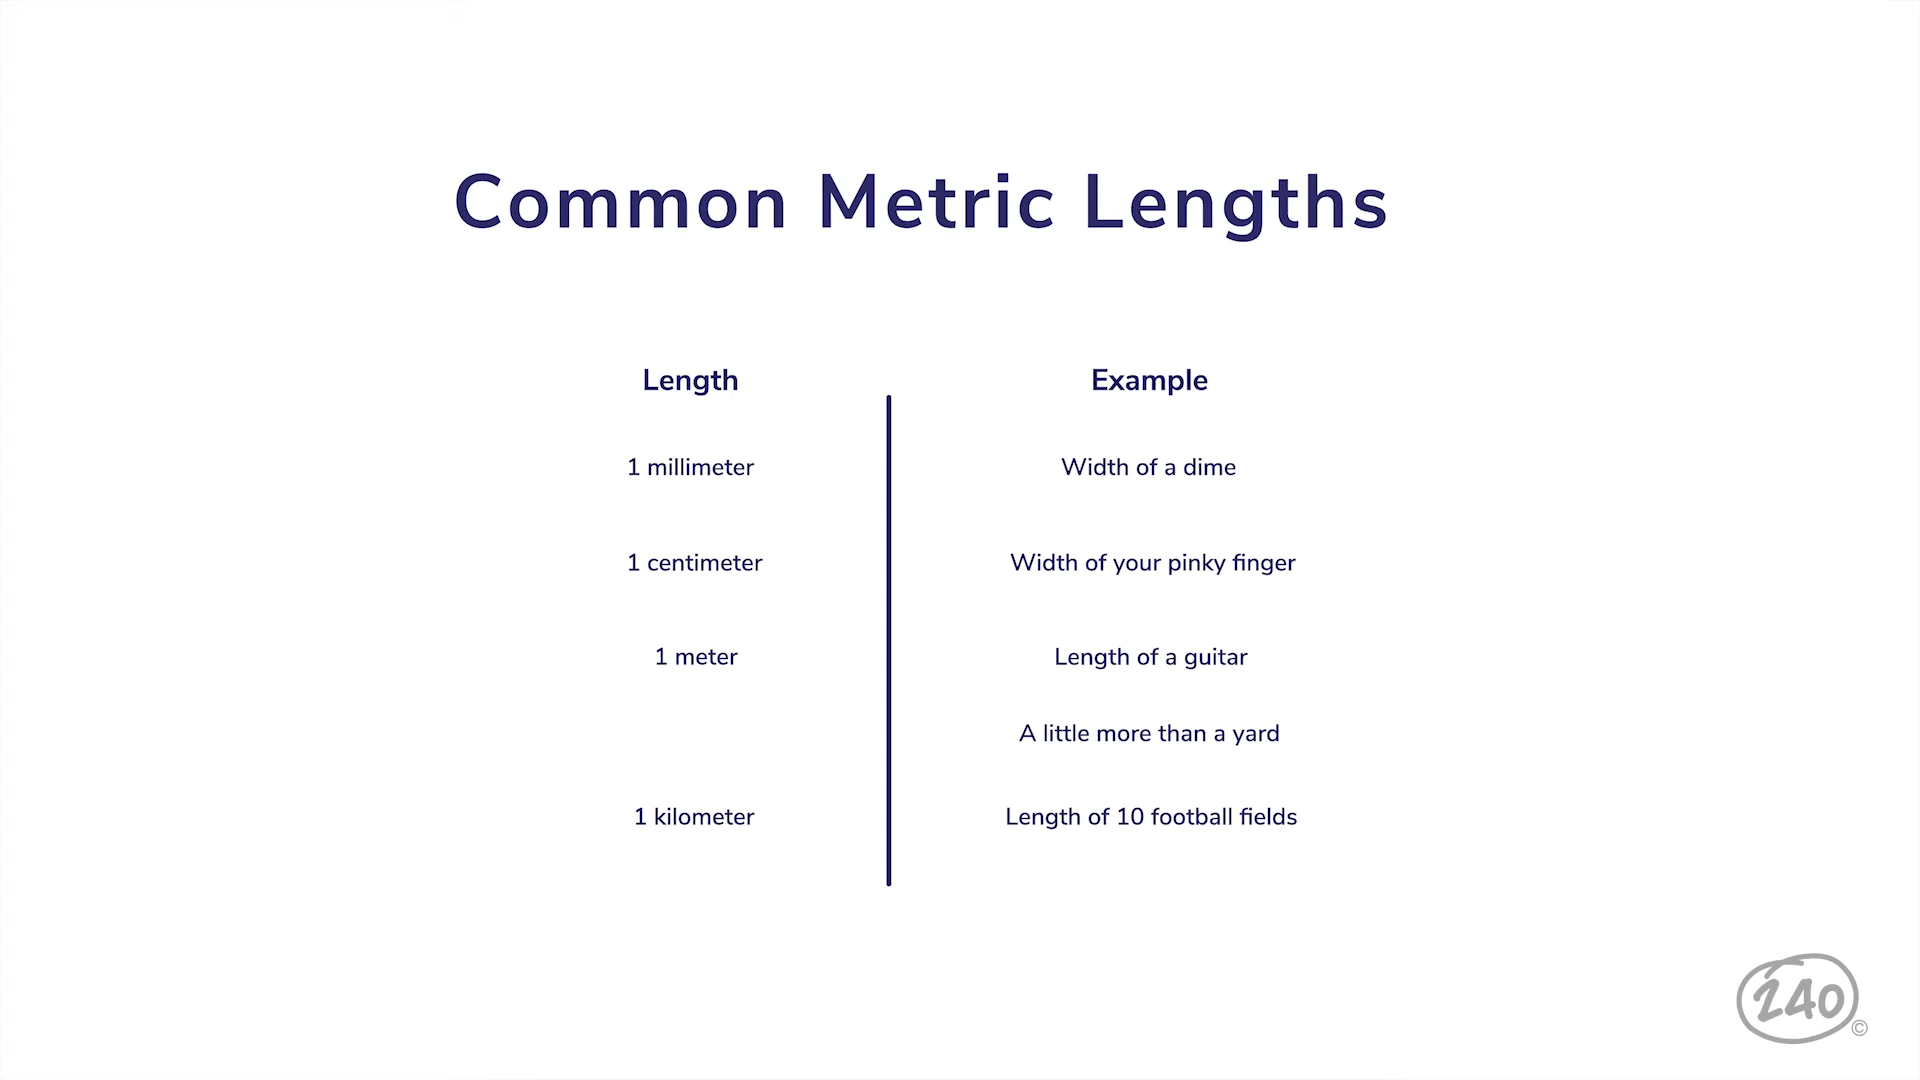 Common Metric Lengths
Length Example
1 millimeter Width of a dime
1 centimeter Width of your pinky finger
1 meter Length of a guitar
A little more than a yard
1 kilometer Length of 10 football fields
240
©